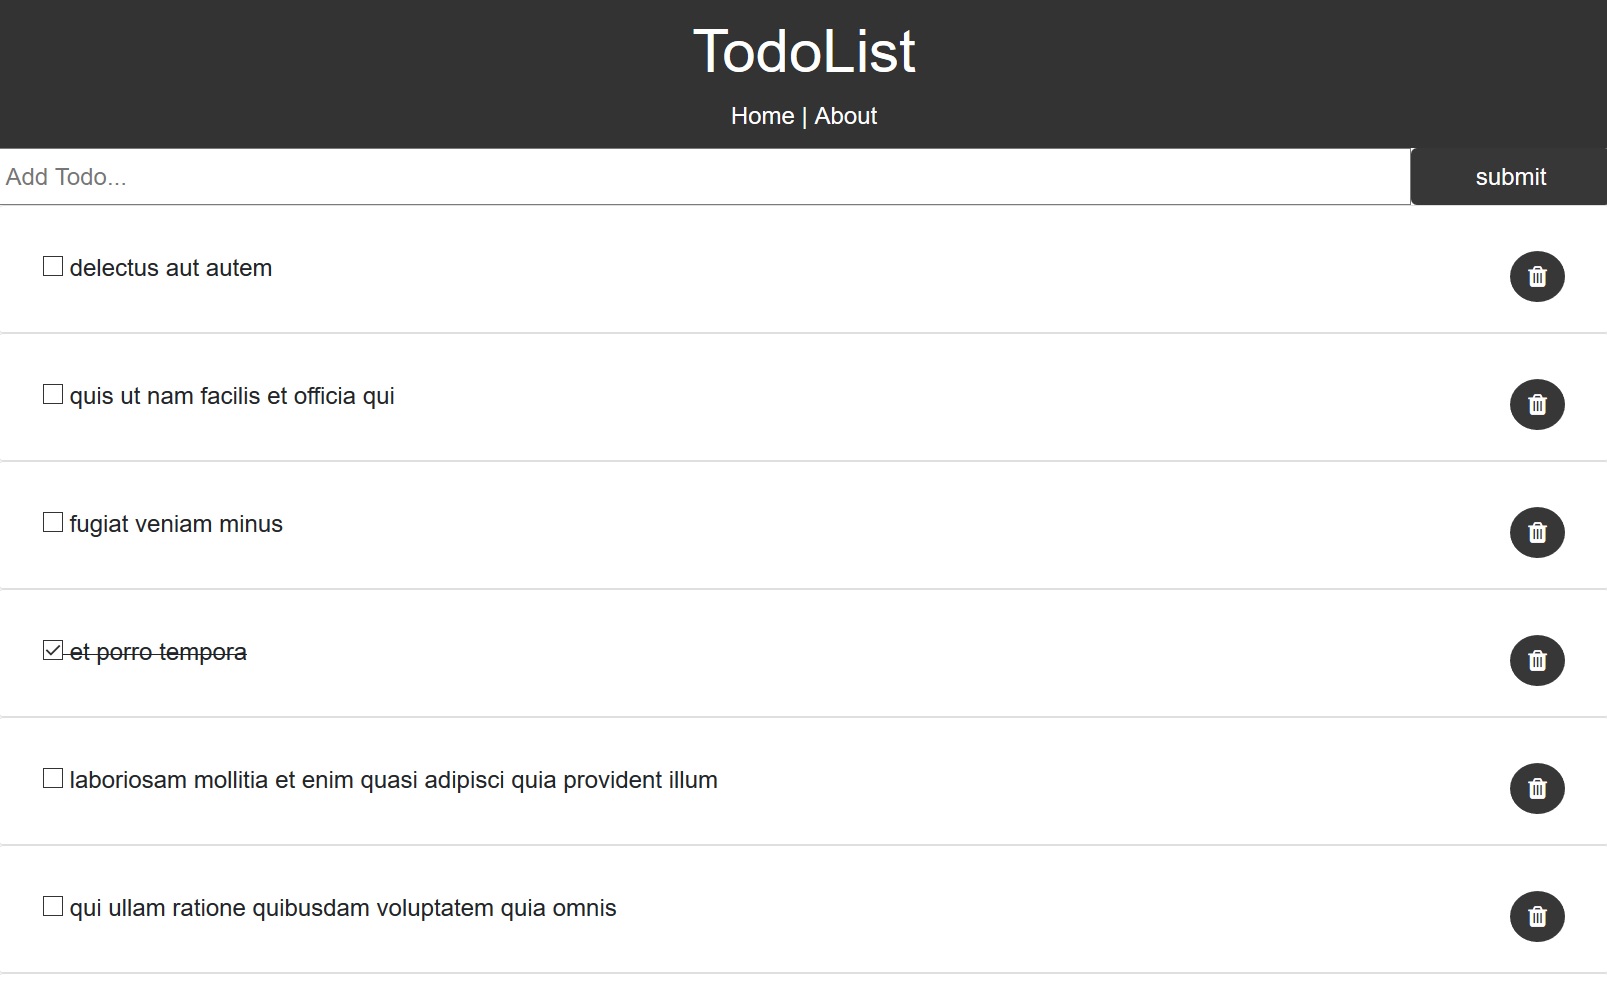 TodoList
Home | About
Add Todo...
submit
delectus aut autem
quis ut nam facilis et officia qui
fugiat veniam minus
et porro tempora
laboriosam mollitia et enim quasi adipisci quia provident illum
qui ullam ratione quibusdam voluptatem quia omnis